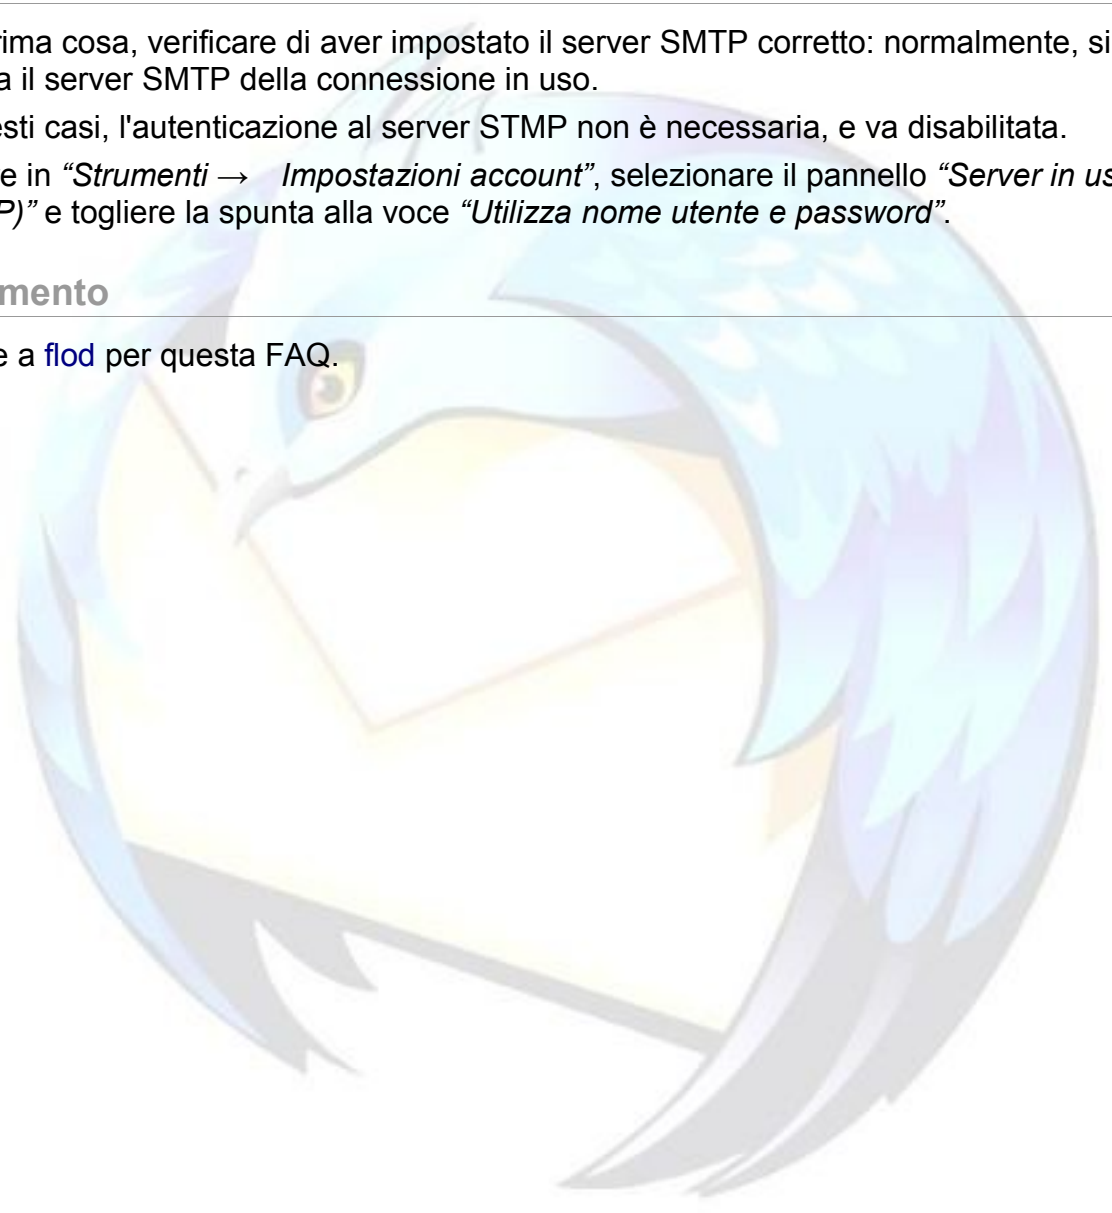 rima cosa, verificare di aver impostato il server SMTP corretto: normalmente, si
a il server SMTP della connessione in uso.
esti casi, l'autenticazione al server STMP non è necessaria, e va disabilitata.
e in “Strumenti → Impostazioni account”, selezionare il pannello “Server in us
P)” e togliere la spunta alla voce “Utilizza nome utente e password”.
mento
e a flod per questa FAQ.